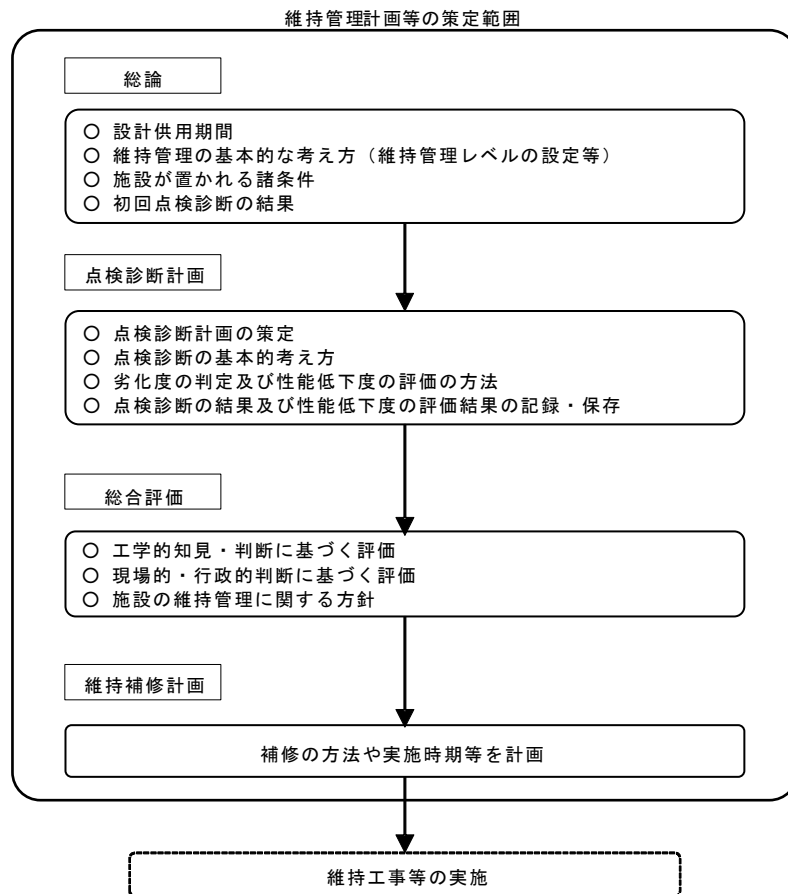 維持管理計画等の策定範囲
総論
○ 設計供用期間
○ 維持管理の基本的な考え方（維持管理レベルの設定等）
○ 施設が置かれる諸条件
○ 初回点検診断の結果
点検診断計画
○ 点検診断計画の策定
○ 点検診断の基本的考え方
○ 劣化度の判定及び性能低下度の評価の方法
○ 点検診断の結果及び性能低下度の評価結果の記録・保存
総合評価
○ 工学的知見・判断に基づく評価
○ 現場的・行政的判断に基づく評価
○ 施設の維持管理に関する方針
維持補修計画
補修の方法や実施時期等を計画
維持工事等の実施